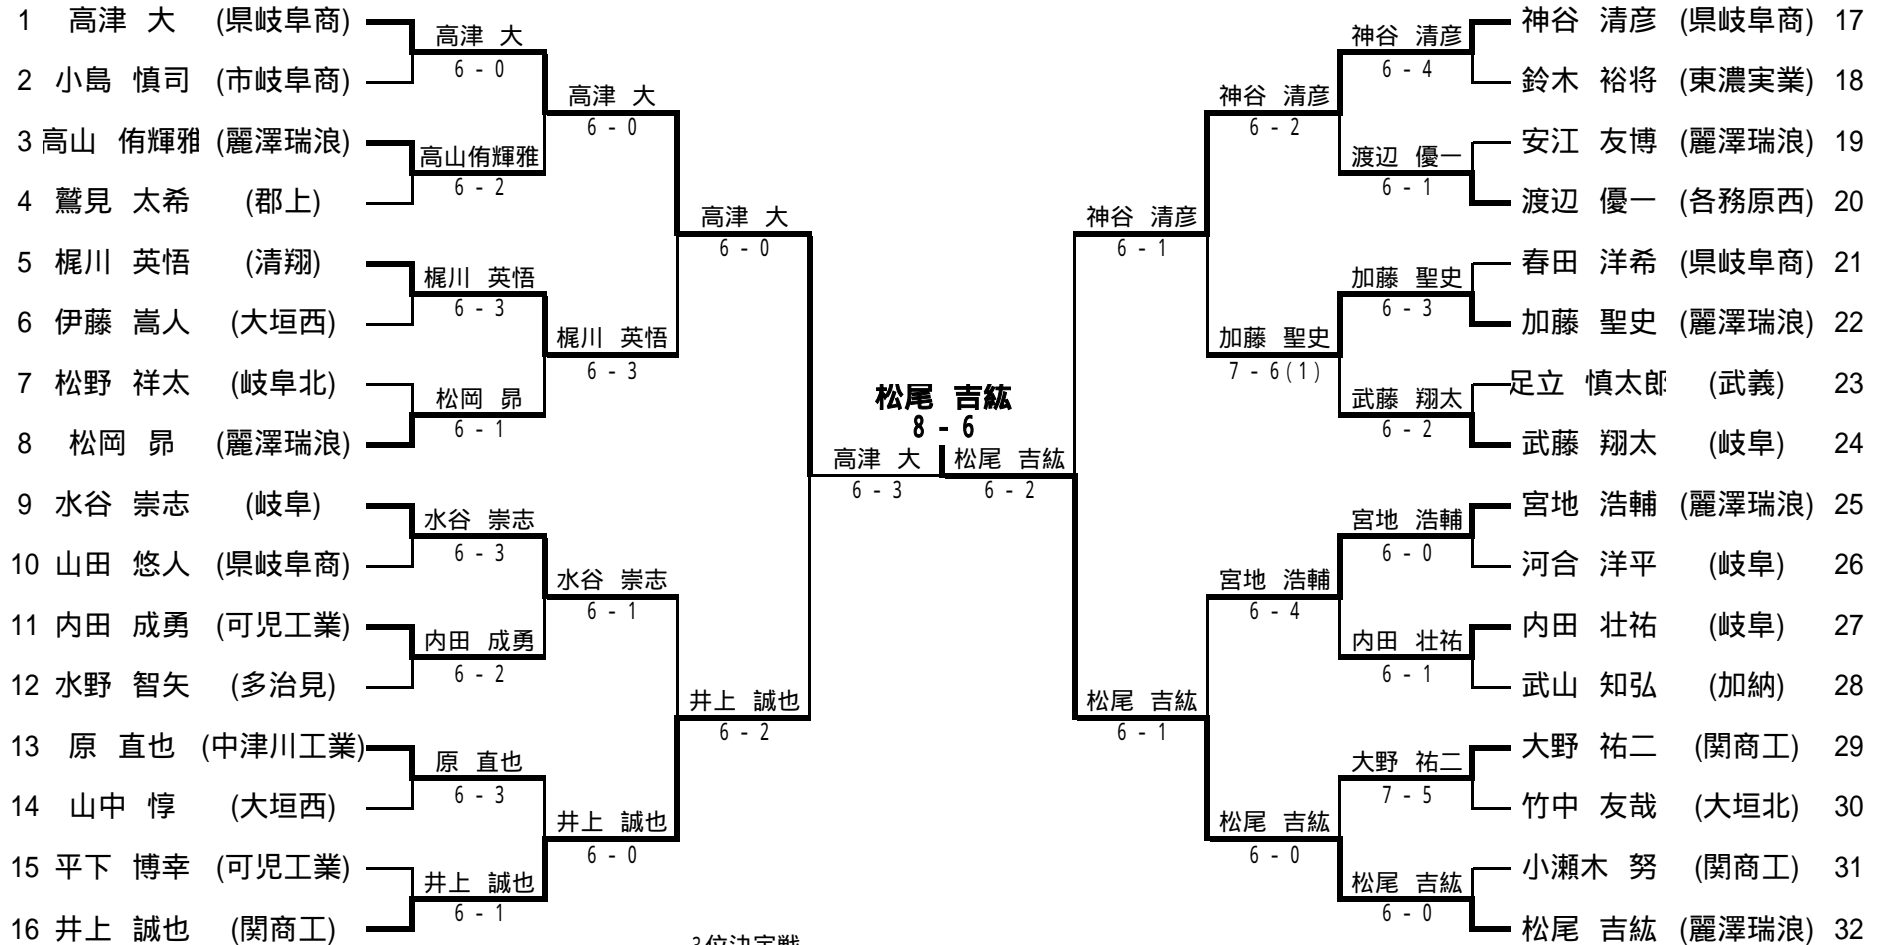 1 高津 大 (県岐阜商)
2 小島 慎司 (市岐阜商)
3 高山 侑輝雅 (麗澤瑞浪)
4 鷲見 太希 (郡上)
5 梶川 英悟 (清翔)
6 伊藤 嵩人 (大垣西)
7 松野 祥太 (岐阜北)
8 松岡 昴 (麗澤瑞浪)
9 水谷 崇志 (岐阜)
10 山田 悠人 (県岐阜商)
11 内田 成勇 (可児工業)
12 水野 智矢 (多治見)
13 原 直也 (中津川工業)
14 山中 惇 (大垣西)
15 平下 博幸 (可児工業)
16 井上 誠也 (関商工)
高津 大
6 - 0
高山侑輝雅
6 - 2
梶川 英悟
6 - 3
松岡 昴
6 - 1
水谷 崇志
6 - 3
内田 成勇
6 - 2
原 直也
6 - 3
井上 誠也
6 - 1
高津 大
6 - 0
梶川 英悟
6 - 3
水谷 崇志
6 - 1
井上 誠也
6 - 0
高津 大
6 - 0
井上 誠也
6 - 2
松尾 吉紘
8 - 6
高津 大
6 - 3
松尾 吉紘
6 - 2
3位決定戦
神谷 清彦
6 - 1
松尾 吉紘
6 - 1
神谷 清彦
6 - 2
加藤 聖史
7 - 6(1)
宮地 浩輔
6 - 4
松尾 吉紘
6 - 0
神谷 清彦
6 - 4
渡辺 優一
6 - 1
加藤 聖史
6 - 3
武藤 翔太
6 - 2
宮地 浩輔
6 - 0
内田 壮祐
6 - 1
大野 祐二
7 - 5
松尾 吉紘
6 - 0
神谷 清彦 (県岐阜商) 17
鈴木 裕将 (東濃実業) 18
安江 友博 (麗澤瑞浪) 19
渡辺 優一 (各務原西) 20
春田 洋希 (県岐阜商) 21
加藤 聖史 (麗澤瑞浪) 22
足立 慎太郎 (武義) 23
武藤 翔太 (岐阜) 24
宮地 浩輔 (麗澤瑞浪) 25
河合 洋平 (岐阜) 26
内田 壮祐 (岐阜) 27
武山 知弘 (加納) 28
大野 祐二 (関商工) 29
竹中 友哉 (大垣北) 30
小瀬木 努 (関商工) 31
松尾 吉紘 (麗澤瑞浪) 32